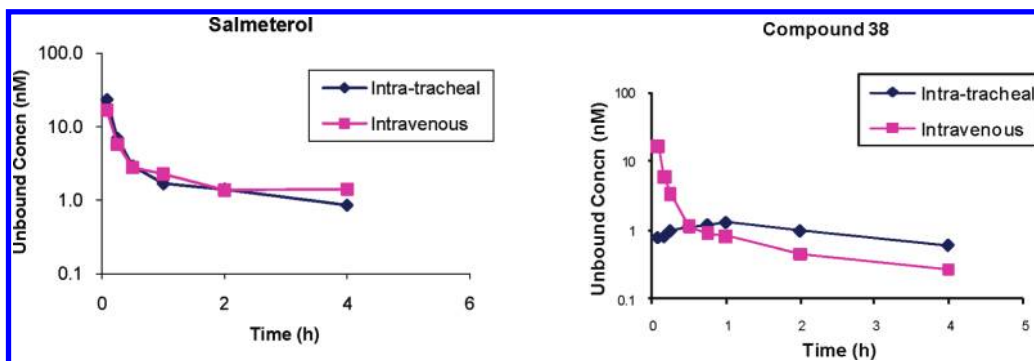 Salmeterol
Unbound Concn (nM)
100.0
10.0
1.0
0.1
Intra-tracheal
Intravenous
0 2 4 6
Time (h)
Compound 38
Unbound Concn (nM)
100
10
1
0.1
Intra-tracheal
Intravenous
0 1 2 3 4 5
Time (h)